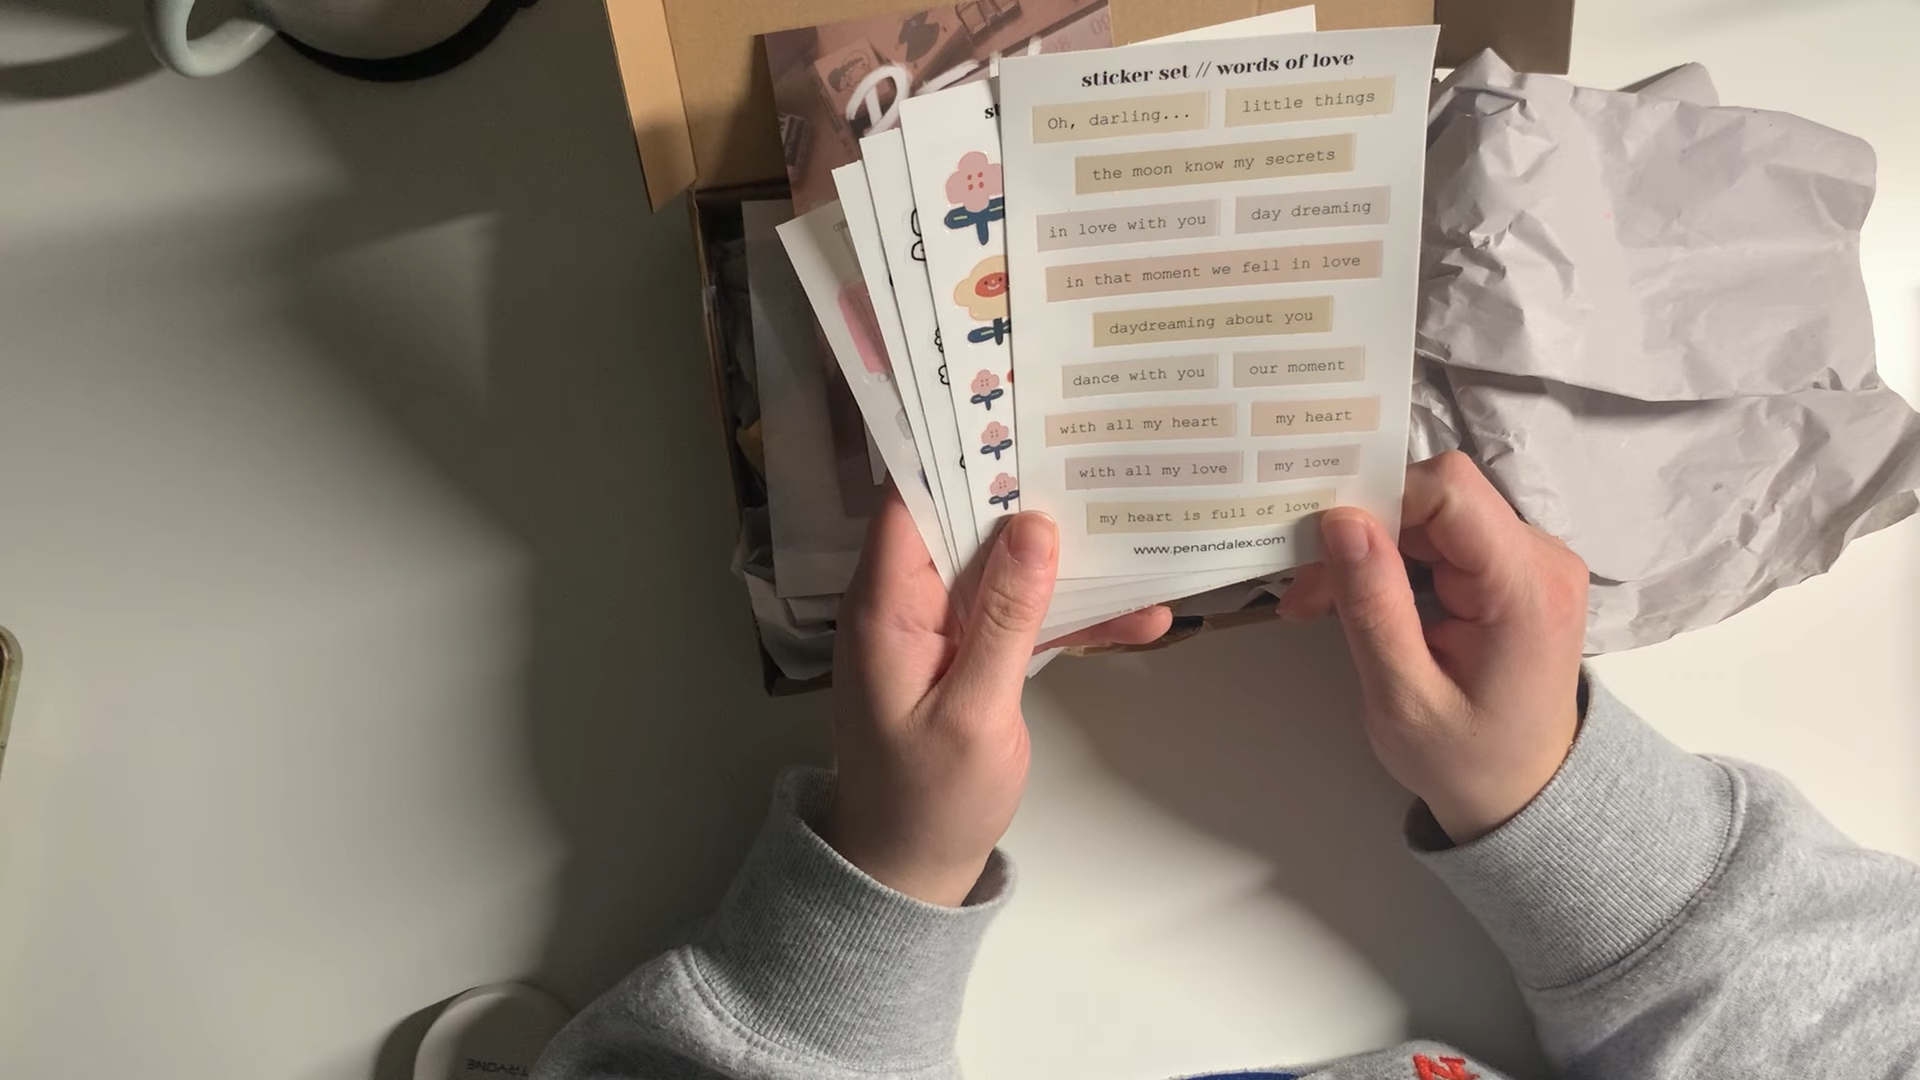 sticker set // words of love
Oh, darling... little things
the moon know my secrets
in love with you day dreaming
in that moment we fell in love
daydreaming about you
dance with you our moment
with all my heart my heart
with all my love my love
my heart is full of love
www.penandalex.com
st